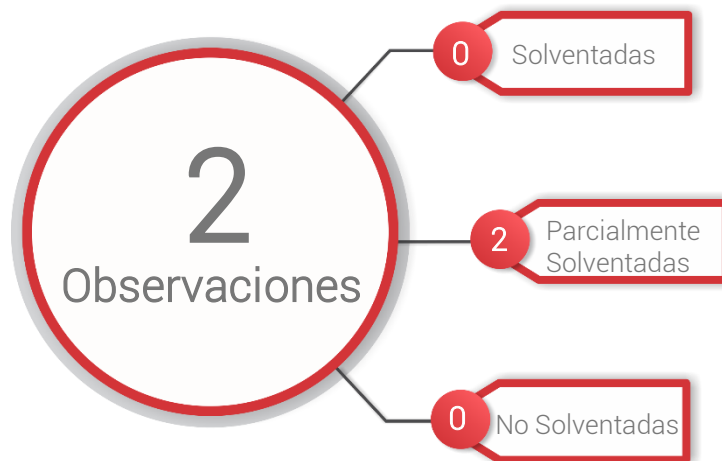 2
Observaciones
0
Solventadas
2
Parcialmente
Solventadas
0
No Solventadas